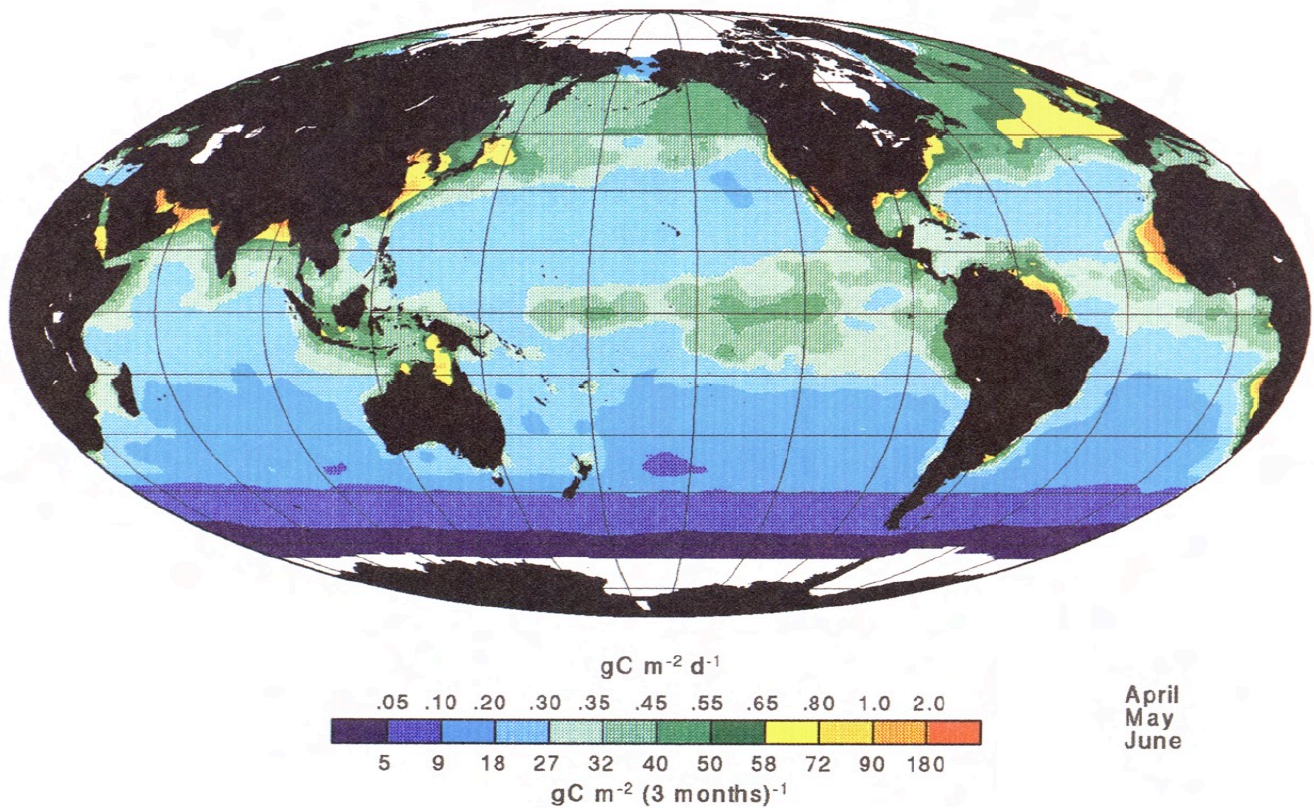 gC m⁻² d⁻¹
.05 .10 .20 .30 .35 .45 .55 .65 .80 1.0 2.0
5 9 18 27 32 40 50 58 72 90 180
gC m⁻² (3 months)⁻¹
April
May
June